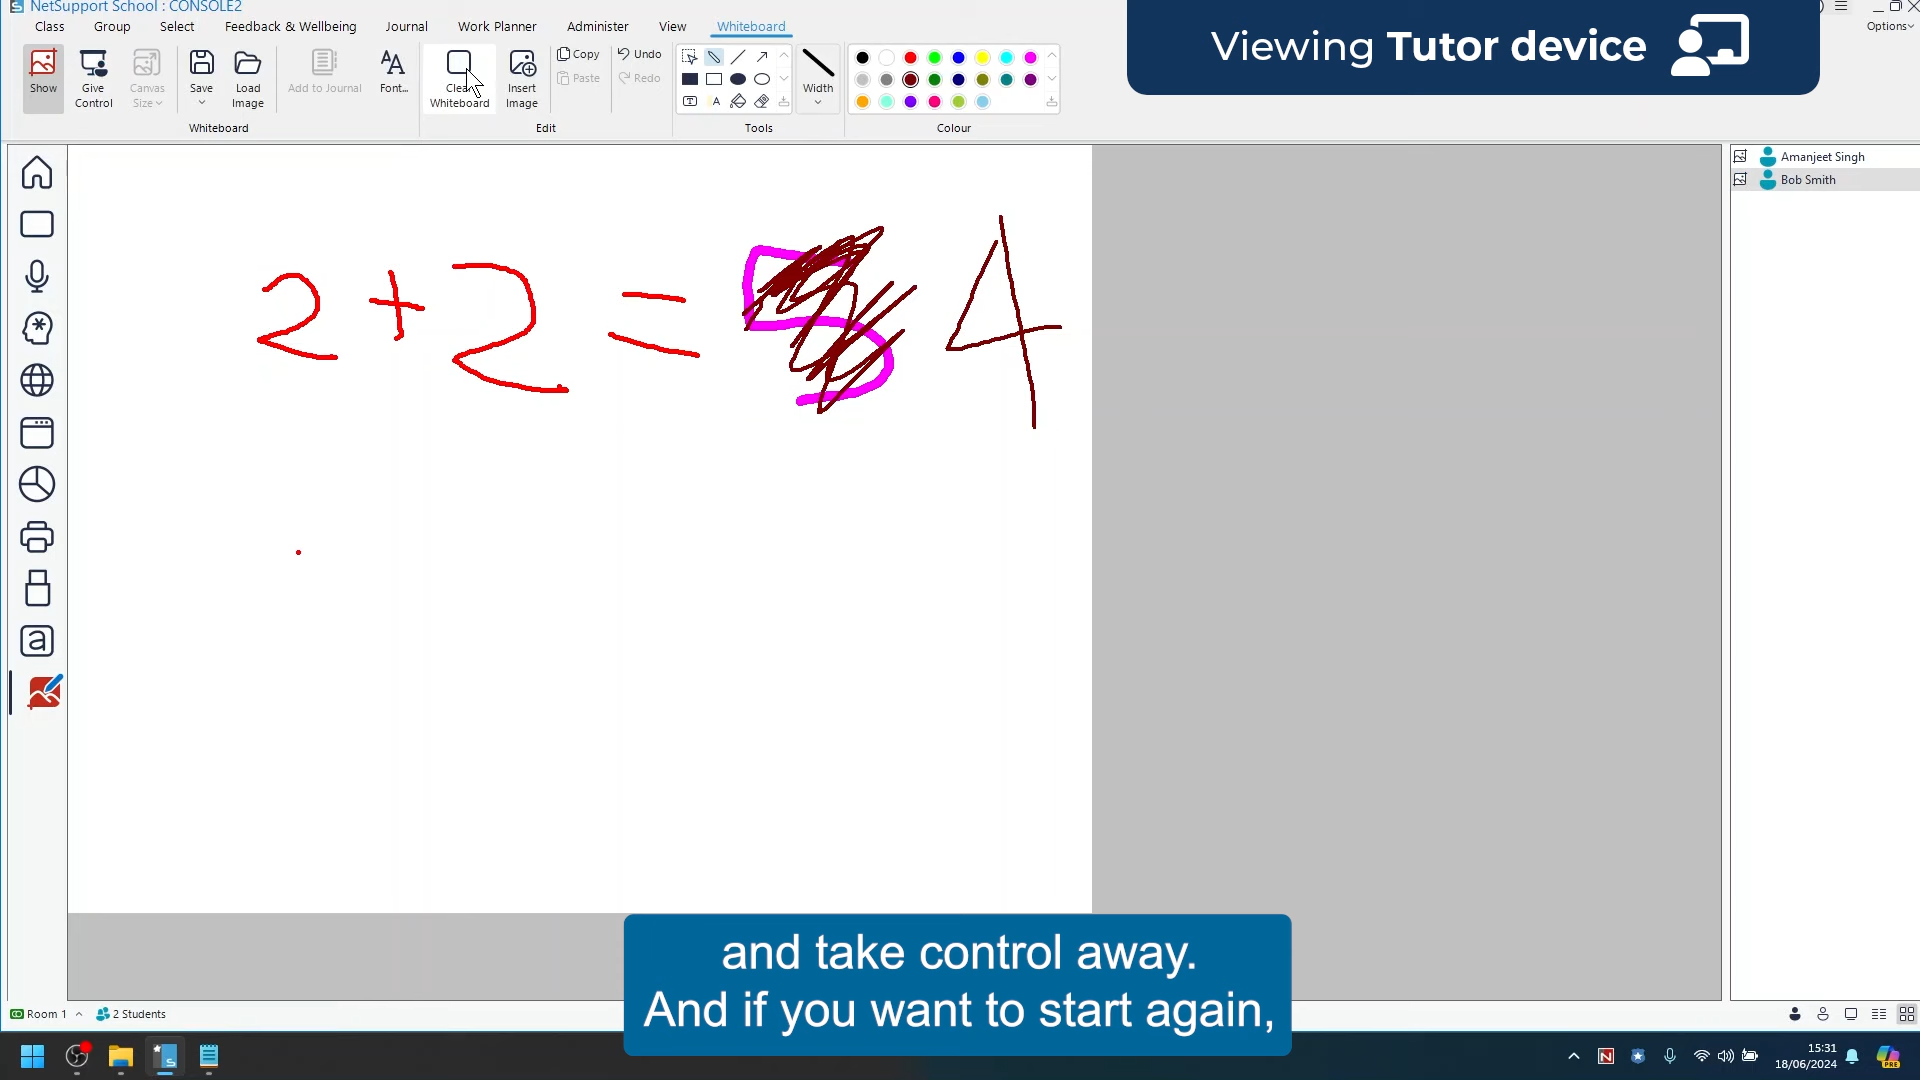 NetSupport School : CONSOLE2
Class Group Select Feedback & Wellbeing Journal Work Planner Administer View Whiteboard
Options
Viewing Tutor device
Show
Give Control
Canvas Size
Save
Load Image
Add to Journal
Font...
Clear Whiteboard
Insert Image
Copy
Paste
Undo
Redo
Width
Whiteboard Edit Tools Colour
Amanjeet Singh
Bob Smith
2 + 2 = 5 4
and take control away.
And if you want to start again,
Room 1 2 Students
15:31
18/06/2024